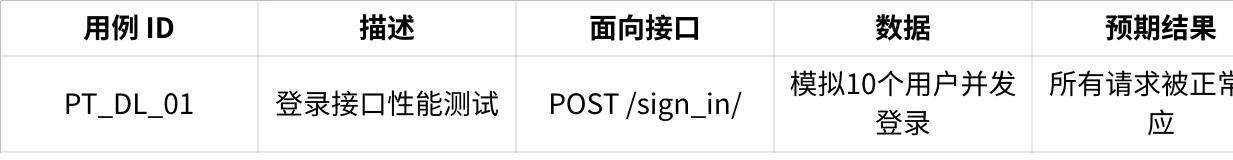 用例 ID 描述 面向接口 数据 预期结果
PT_DL_01 登录接口性能测试 POST /sign_in/ 模拟10个用户并发 所有请求被正常
登录 应